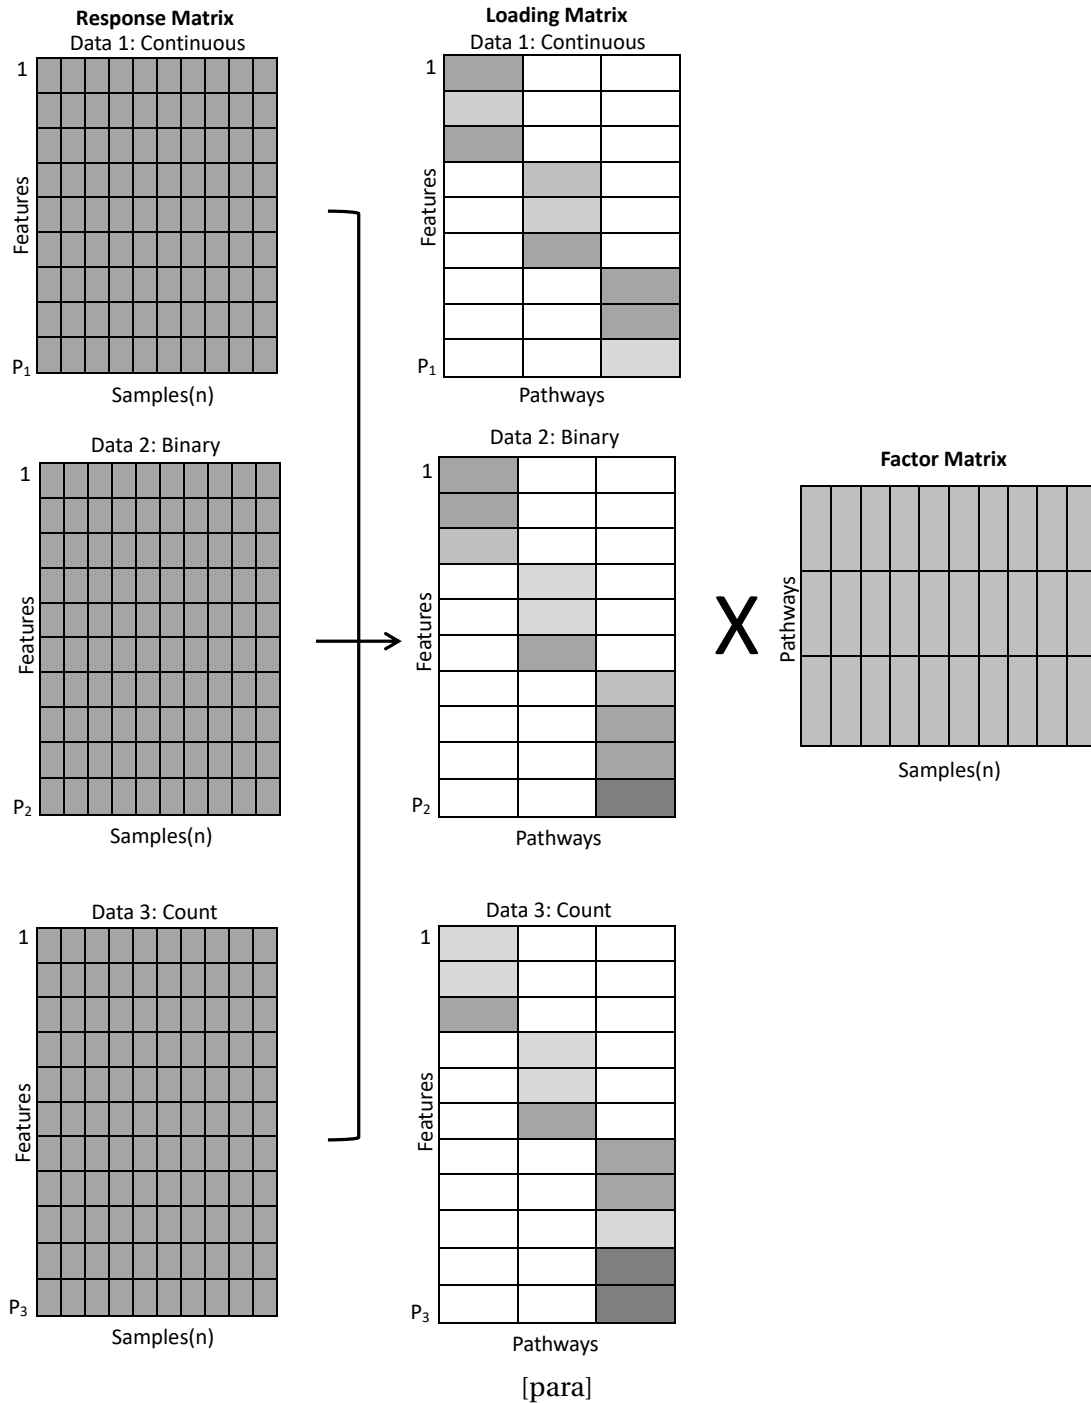 Response Matrix
Data 1: Continuous
1
Features
P1
Samples(n)
Data 2: Binary
1
Features
P2
Samples(n)
Data 3: Count
1
Features
P3
Samples(n)
Loading Matrix
Data 1: Continuous
1
Features
P1
Pathways
Data 2: Binary
1
Features
P2
Pathways
Data 3: Count
1
Features
P3
Pathways
X
Factor Matrix
Pathways
Samples(n)
[para]